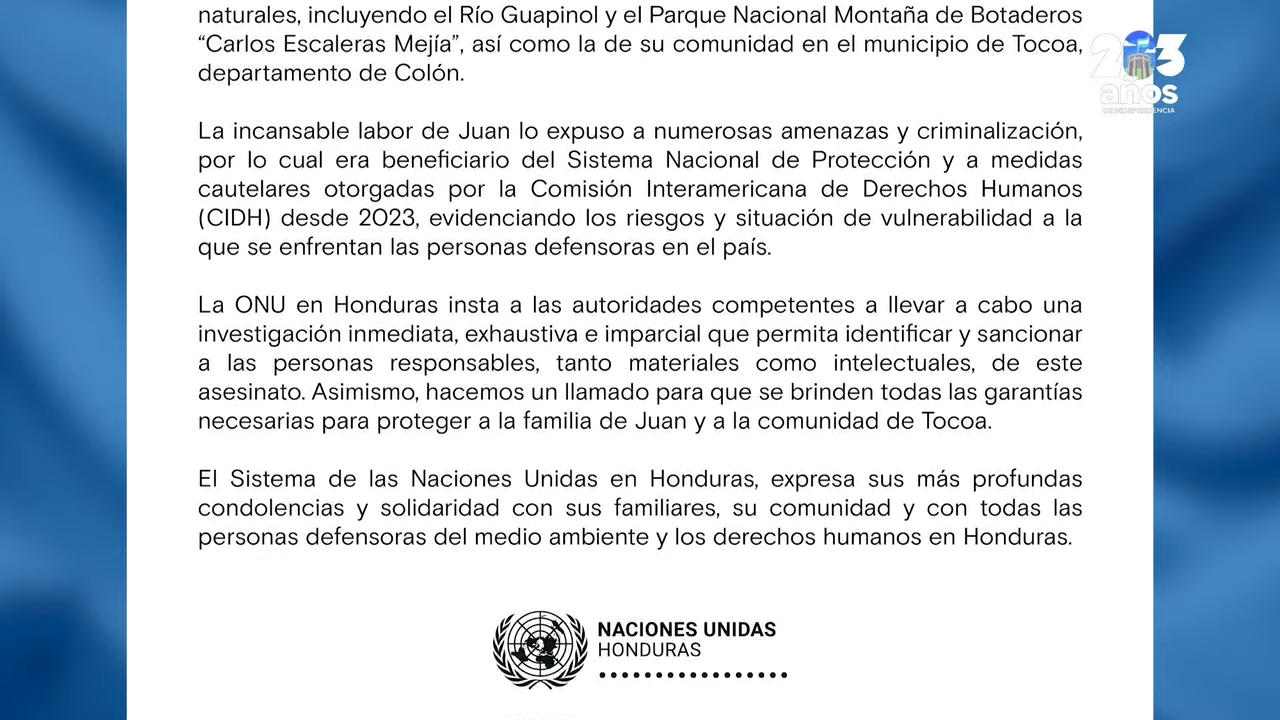 naturales, incluyendo el Río Guapinol y el Parque Nacional Montaña de Botaderos
“Carlos Escaleras Mejía”, así como la de su comunidad en el municipio de Tocoa,
departamento de Colón.
La incansable labor de Juan lo expuso a numerosas amenazas y criminalización,
por lo cual era beneficiario del Sistema Nacional de Protección y a medidas
cautelares otorgadas por la Comisión Interamericana de Derechos Humanos
(CIDH) desde 2023, evidenciando los riesgos y situación de vulnerabilidad a la
que se enfrentan las personas defensoras en el país.
La ONU en Honduras insta a las autoridades competentes a llevar a cabo una
investigación inmediata, exhaustiva e imparcial que permita identificar y sancionar
a las personas responsables, tanto materiales como intelectuales, de este
asesinato. Asimismo, hacemos un llamado para que se brinden todas las garantías
necesarias para proteger a la familia de Juan y a la comunidad de Tocoa.
El Sistema de las Naciones Unidas en Honduras, expresa sus más profundas
condolencias y solidaridad con sus familiares, su comunidad y con todas las
personas defensoras del medio ambiente y los derechos humanos en Honduras.
NACIONES UNIDAS
HONDURAS
203
años
DE INDEPENDENCIA